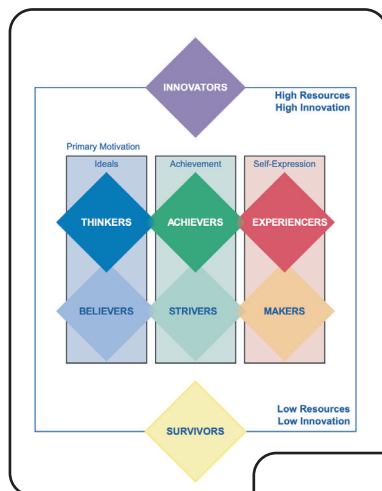 INNOVATORS
High Resources
High Innovation
Primary Motivation
Ideals
Achievement
Self-Expression
THINKERS
ACHIEVERS
EXPERIENCERS
BELIEVERS
STRIVERS
MAKERS
Low Resources
Low Innovation
SURVIVORS